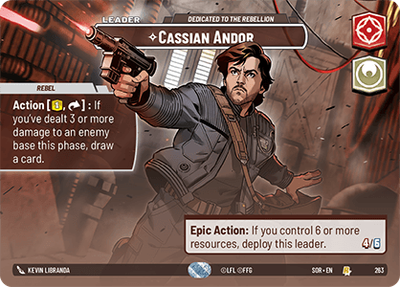 LEADER
DEDICATED TO THE REBELLION
✧CASSIAN ANDOR
REBEL
Action [1, ]: If
you've dealt 3 or more
damage to an enemy
base this phase, draw
a card.
Epic Action: If you control 6 or more
resources, deploy this leader.
4/6
KEVIN LIBRANDA
©LFL ©FFG
SOR • EN
263